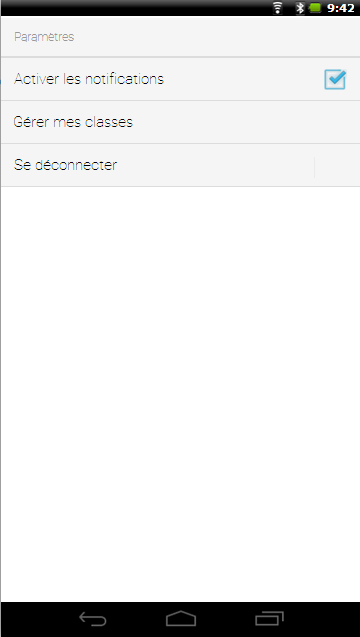 9:42
Paramètres
Activer les notifications
Gérer mes classes
Se déconnecter